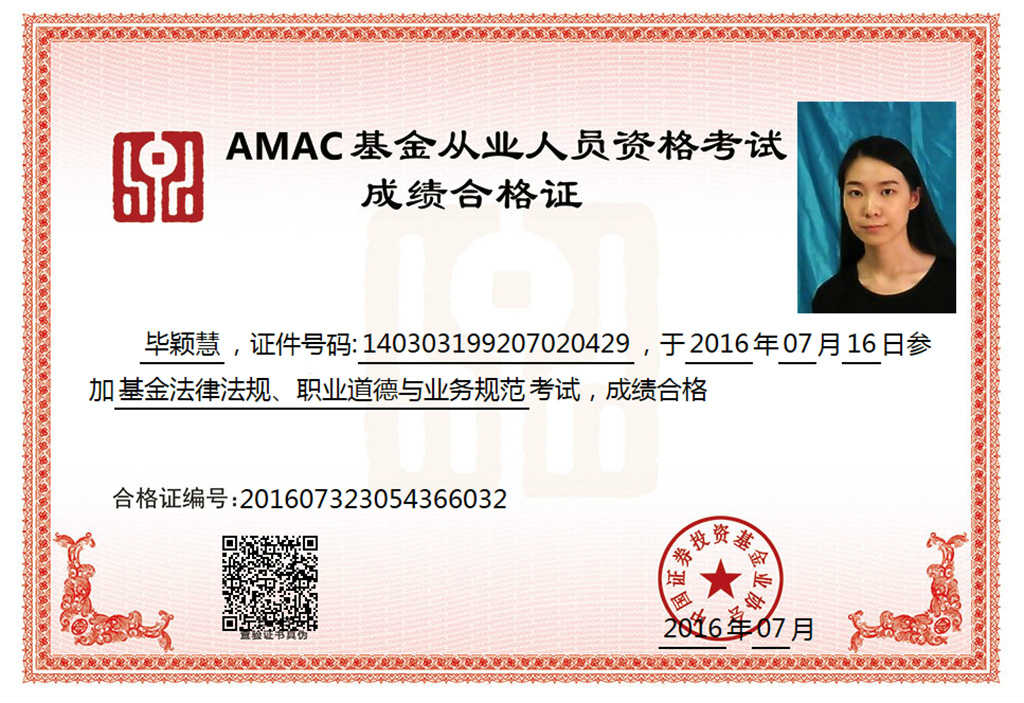 AMAC基金从业人员资格考试
成绩合格证
毕颖慧，证件号码:140303199207020429，于2016年07月16日参
加基金法律法规、职业道德与业务规范考试，成绩合格
合格证编号:201607323054366032
查验证书真伪
中国证券投资基金业协会
2016年07月